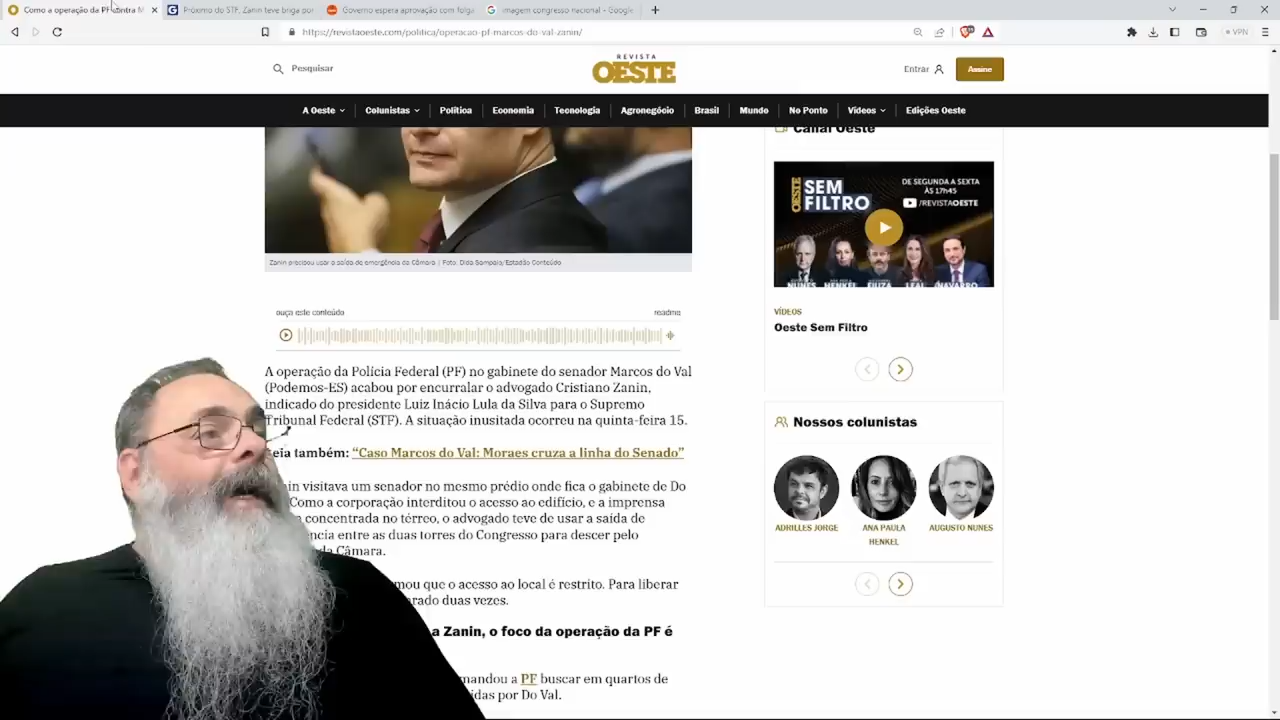 Como a operação da PF contra M
Próximo do STF, Zanin teve briga por
Governo espera aprovação com folga
imagem congresso nacional - Google
https://revistaoeste.com/politica/operacao-pf-marcos-do-val-zanin/
VPN
Pesquisar
REVISTA
OESTE
Entrar
Assine
A Oeste
Colunistas
Política
Economia
Tecnologia
Agronegócio
Brasil
Mundo
No Ponto
Vídeos
Edições Oeste
Canal Oeste
OESTE
SEM
FILTRO
DE SEGUNDA A SEXTA
ÀS 17h45
/REVISTAOESTE
NUNES HENKEL FIUZA LEAL NAVARRO
VÍDEOS
Oeste Sem Filtro
Nossos colunistas
ADRILLES JORGE
ANA PAULA
HENKEL
AUGUSTO NUNES
Zanin precisou usar a saída de emergência da Câmara | Foto: Dida Sampaio/Estadão Conteúdo
ouça este conteúdo
readme
A operação da Polícia Federal (PF) no gabinete do senador Marcos do Val
(Podemos-ES) acabou por encurralar o advogado Cristiano Zanin,
indicado do presidente Luiz Inácio Lula da Silva para o Supremo
Tribunal Federal (STF). A situação inusitada ocorreu na quinta-feira 15.
eia também: “Caso Marcos do Val: Moraes cruza a linha do Senado”
in visitava um senador no mesmo prédio onde fica o gabinete de Do
Como a corporação interditou o acesso ao edifício, e a imprensa
concentrada no térreo, o advogado teve de usar a saída de
ência entre as duas torres do Congresso para descer pelo
da Câmara.
mou que o acesso ao local é restrito. Para liberar
rado duas vezes.
a Zanin, o foco da operação da PF é
mandou a PF buscar em quartos de
idas por Do Val.